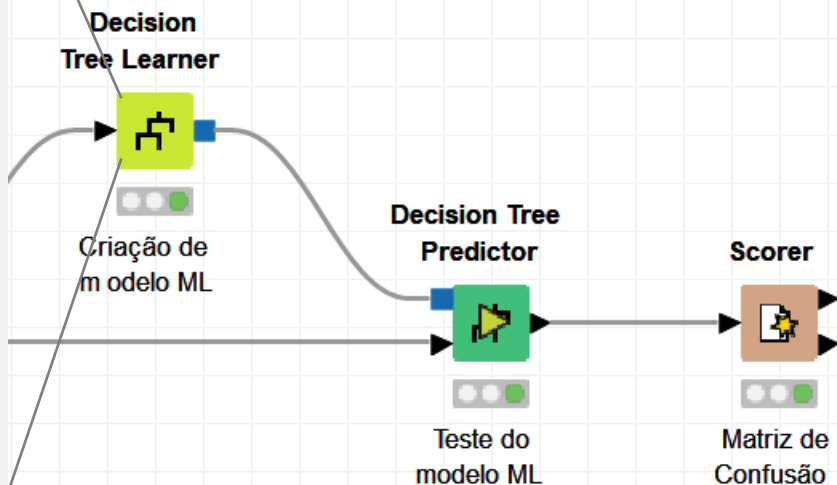 Decision
Tree Learner
Criação de
m odelo ML
Decision Tree
Predictor
Teste do
modelo ML
Scorer
Matriz de
Confusão